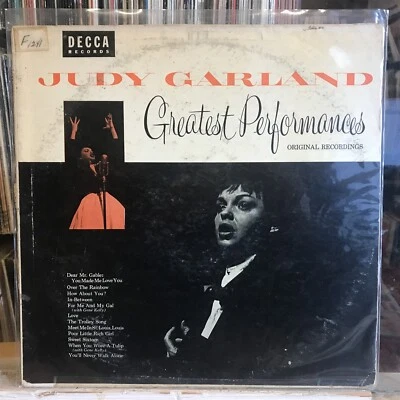 DECCA
RECORDS
JUDY GARLAND
Greatest Performances
ORIGINAL RECORDINGS
Dear Mr. Gable:
You Made Me Love You
Over The Rainbow
How About You?
In-Between
For Me And My Gal
(with Gene Kelly)
Love
The Trolley Song
Meet Me In St. Louis, Louis
Poor Little Rich Girl
Sweet Sixteen
When You Wore A Tulip
(with Gene Kelly)
You'll Never Walk Alone